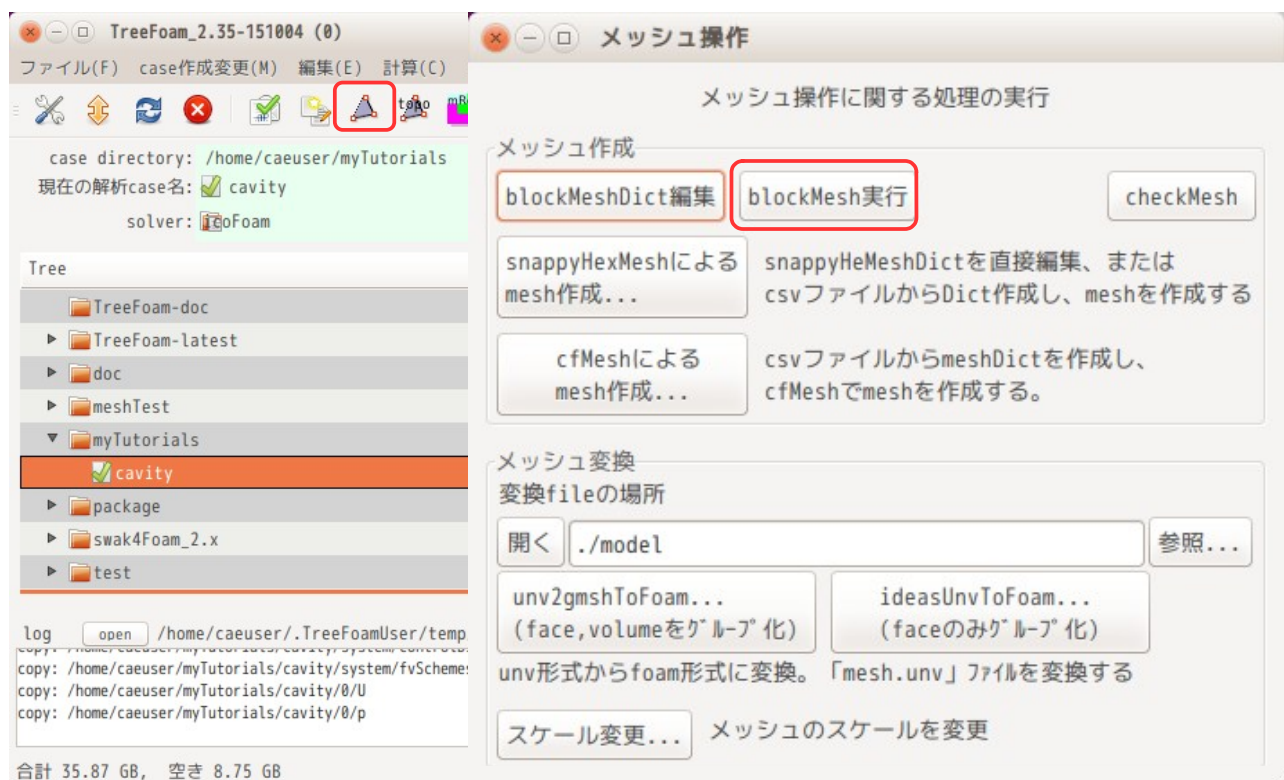 TreeFoam_2.35-151004 (0)
ファイル(F) case作成変更(M) 編集(E) 計算(C)
case directory: /home/caeuser/myTutorials
現在の解析case名: cavity
solver: icoFoam
Tree
TreeFoam-doc
TreeFoam-latest
doc
meshTest
myTutorials
cavity
package
swak4Foam_2.x
test
log open /home/caeuser/.TreeFoamUser/temp
copy: /home/caeuser/myTutorials/cavity/system/fvScheme
copy: /home/caeuser/myTutorials/cavity/0/U
copy: /home/caeuser/myTutorials/cavity/0/p
合計 35.87 GB, 空き 8.75 GB
メッシュ操作
メッシュ操作に関する処理の実行
メッシュ作成
blockMeshDict編集 blockMesh実行 checkMesh
snappyHexMeshによる
mesh作成...
snappyHeMeshDictを直接編集、または
csvファイルからDict作成し、meshを作成する
cfMeshによる
mesh作成...
csvファイルからmeshDictを作成し、
cfMeshでmeshを作成する。
メッシュ変換
変換fileの場所
開く ./model 参照...
unv2gmshToFoam...
(face,volumeをグループ化)
ideasUnvToFoam...
(faceのみグループ化)
unv形式からfoam形式に変換。「mesh.unv」ファイルを変換する
スケール変更... メッシュのスケールを変更